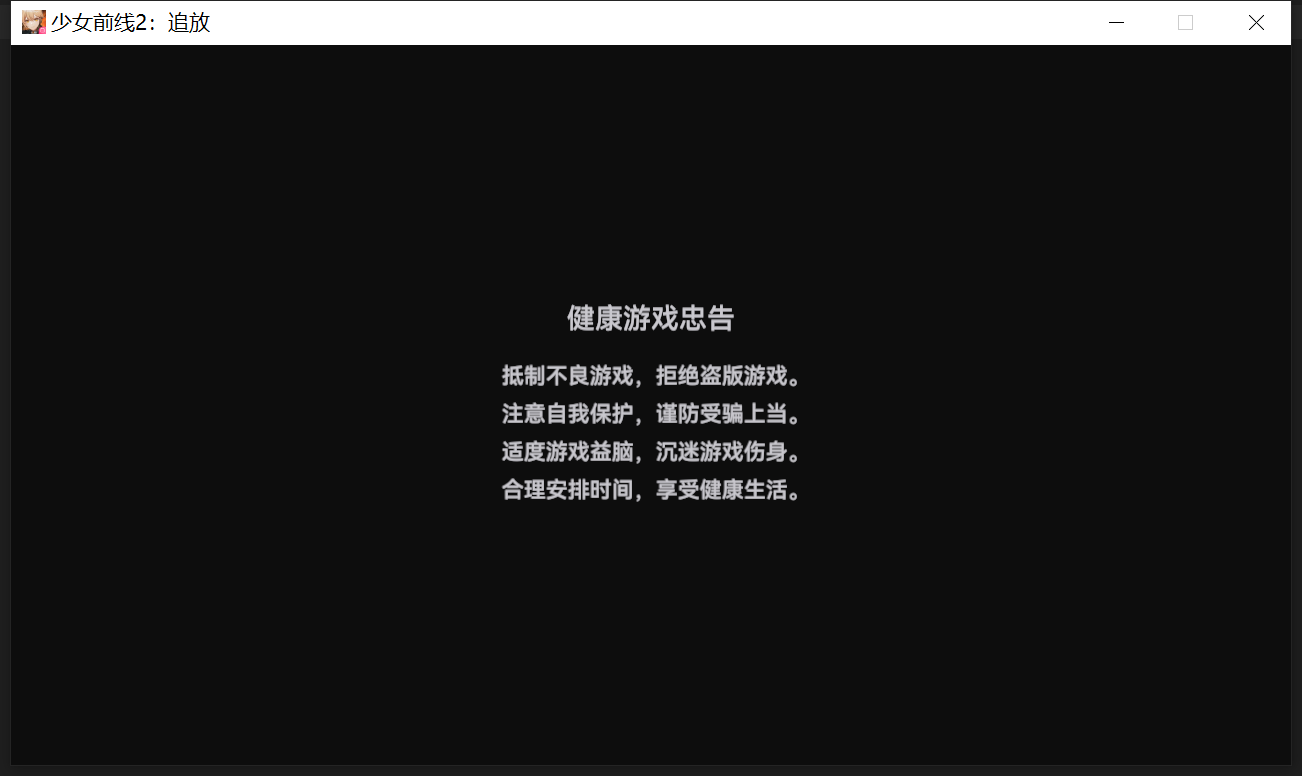 少女前线2：追放
健康游戏忠告
抵制不良游戏，拒绝盗版游戏。
注意自我保护，谨防受骗上当。
适度游戏益脑，沉迷游戏伤身。
合理安排时间，享受健康生活。